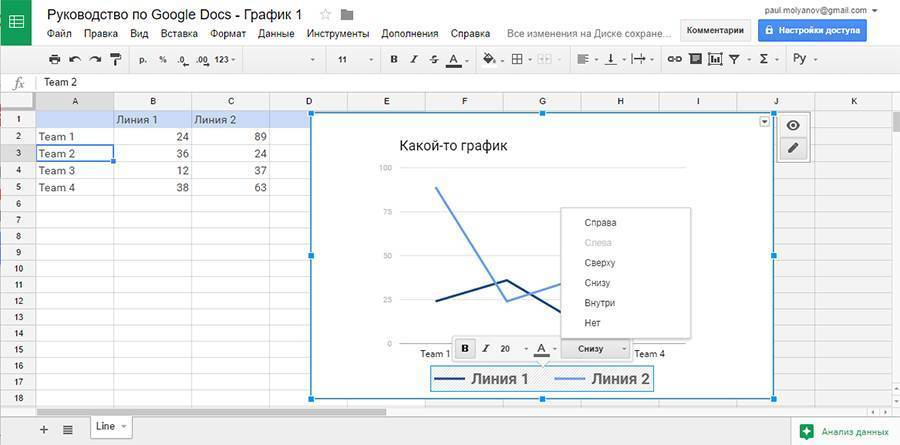 Руководство по Google Docs - График 1
paul.molyanov@gmail.com
Файл Правка Вид Вставка Формат Данные Инструменты Дополнения Справка Все изменения на Диске сохране...
Комментарии
Настройки доступа
р. % .0 .00 123 11 B I S A Ру
fx Team 2
A B C D E F G H I J K
1 Линия 1 Линия 2
2 Team 1 24 89
3 Team 2 36 24
4 Team 3 12 37
5 Team 4 38 63
6
7
8
9
10
11
12
13
14
15
16
17
18
Какой-то график
100
75
50
25
0
Справа
Слева
Сверху
Снизу
Внутри
Нет
B I 20 A Снизу
Team 1 Team 4
Линия 1 Линия 2
Line
Анализ данных